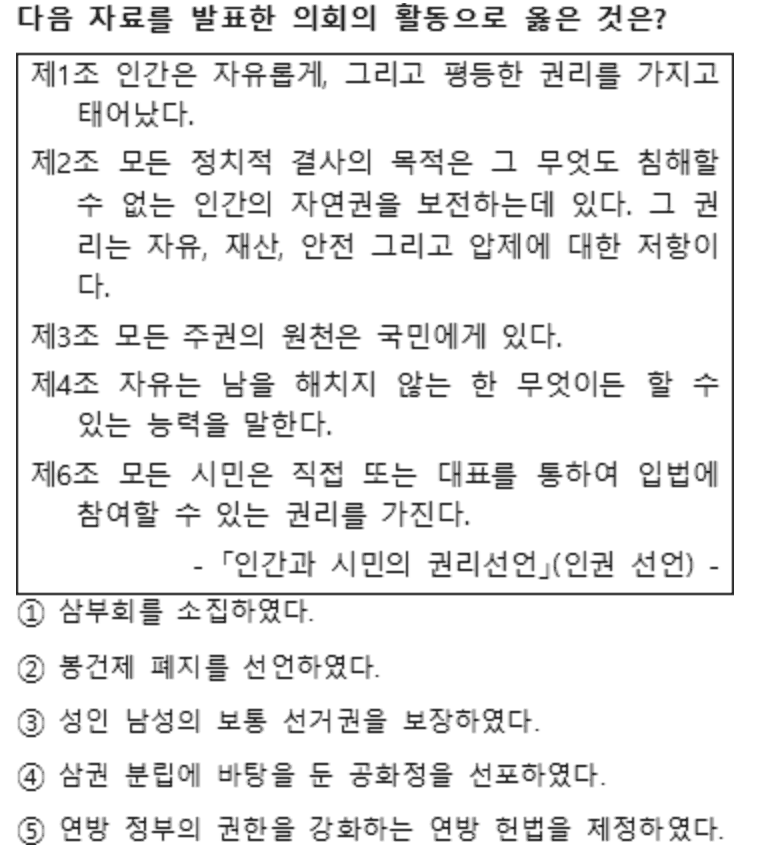 다음 자료를 발표한 의회의 활동으로 옳은 것은?
제1조 인간은 자유롭게, 그리고 평등한 권리를 가지고
태어났다.
제2조 모든 정치적 결사의 목적은 그 무엇도 침해할
수 없는 인간의 자연권을 보전하는데 있다. 그 권
리는 자유, 재산, 안전 그리고 압제에 대한 저항이
다.
제3조 모든 주권의 원천은 국민에게 있다.
제4조 자유는 남을 해치지 않는 한 무엇이든 할 수
있는 능력을 말한다.
제6조 모든 시민은 직접 또는 대표를 통하여 입법에
참여할 수 있는 권리를 가진다.
- 「인간과 시민의 권리선언」(인권 선언) -
① 삼부회를 소집하였다.
② 봉건제 폐지를 선언하였다.
③ 성인 남성의 보통 선거권을 보장하였다.
④ 삼권 분립에 바탕을 둔 공화정을 선포하였다.
⑤ 연방 정부의 권한을 강화하는 연방 헌법을 제정하였다.